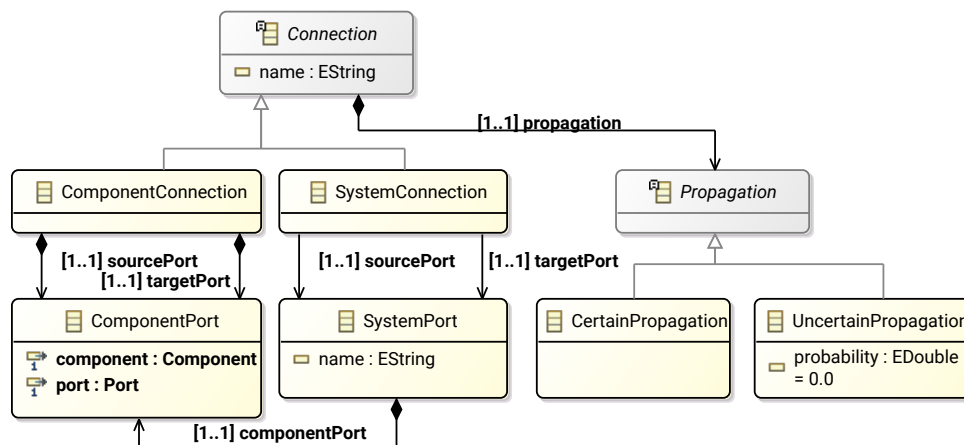 Connection
name : EString
[1..1] propagation
ComponentConnection
SystemConnection
Propagation
[1..1] sourcePort
[1..1] targetPort
[1..1] sourcePort
[1..1] targetPort
ComponentPort
component : Component
port : Port
SystemPort
name : EString
CertainPropagation
UncertainPropagation
probability : EDouble
= 0.0
[1..1] componentPort